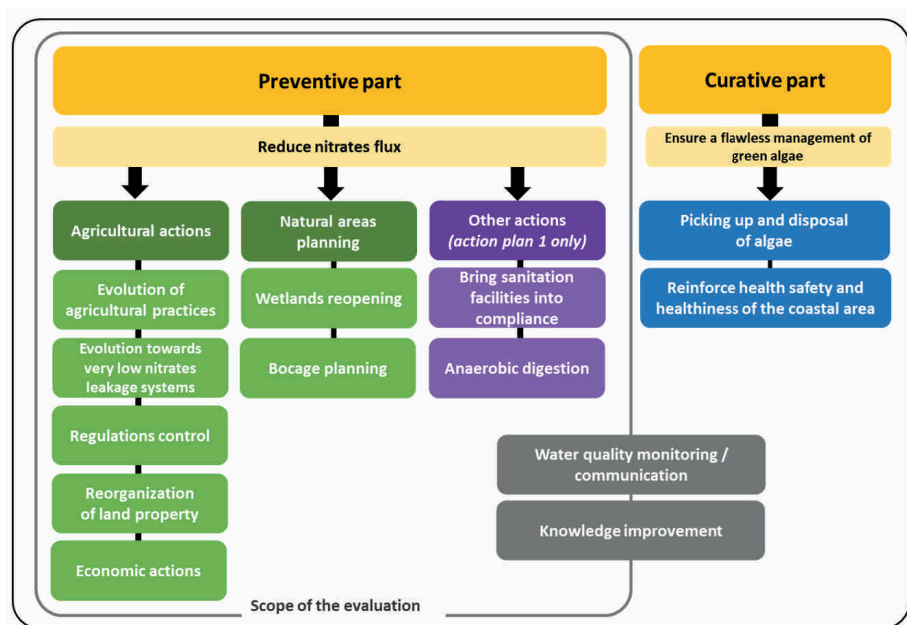 Preventive part
Reduce nitrates flux
Agricultural actions
Evolution of
agricultural practices
Evolution towards
very low nitrates
leakage systems
Regulations control
Reorganization
of land property
Economic actions
Natural areas
planning
Wetlands reopening
Bocage planning
Other actions
(action plan 1 only)
Bring sanitation
facilities into
compliance
Anaerobic digestion
Curative part
Ensure a flawless management of
green algae
Picking up and disposal
of algae
Reinforce health safety and
healthiness of the coastal area
Water quality monitoring /
communication
Knowledge improvement
Scope of the evaluation